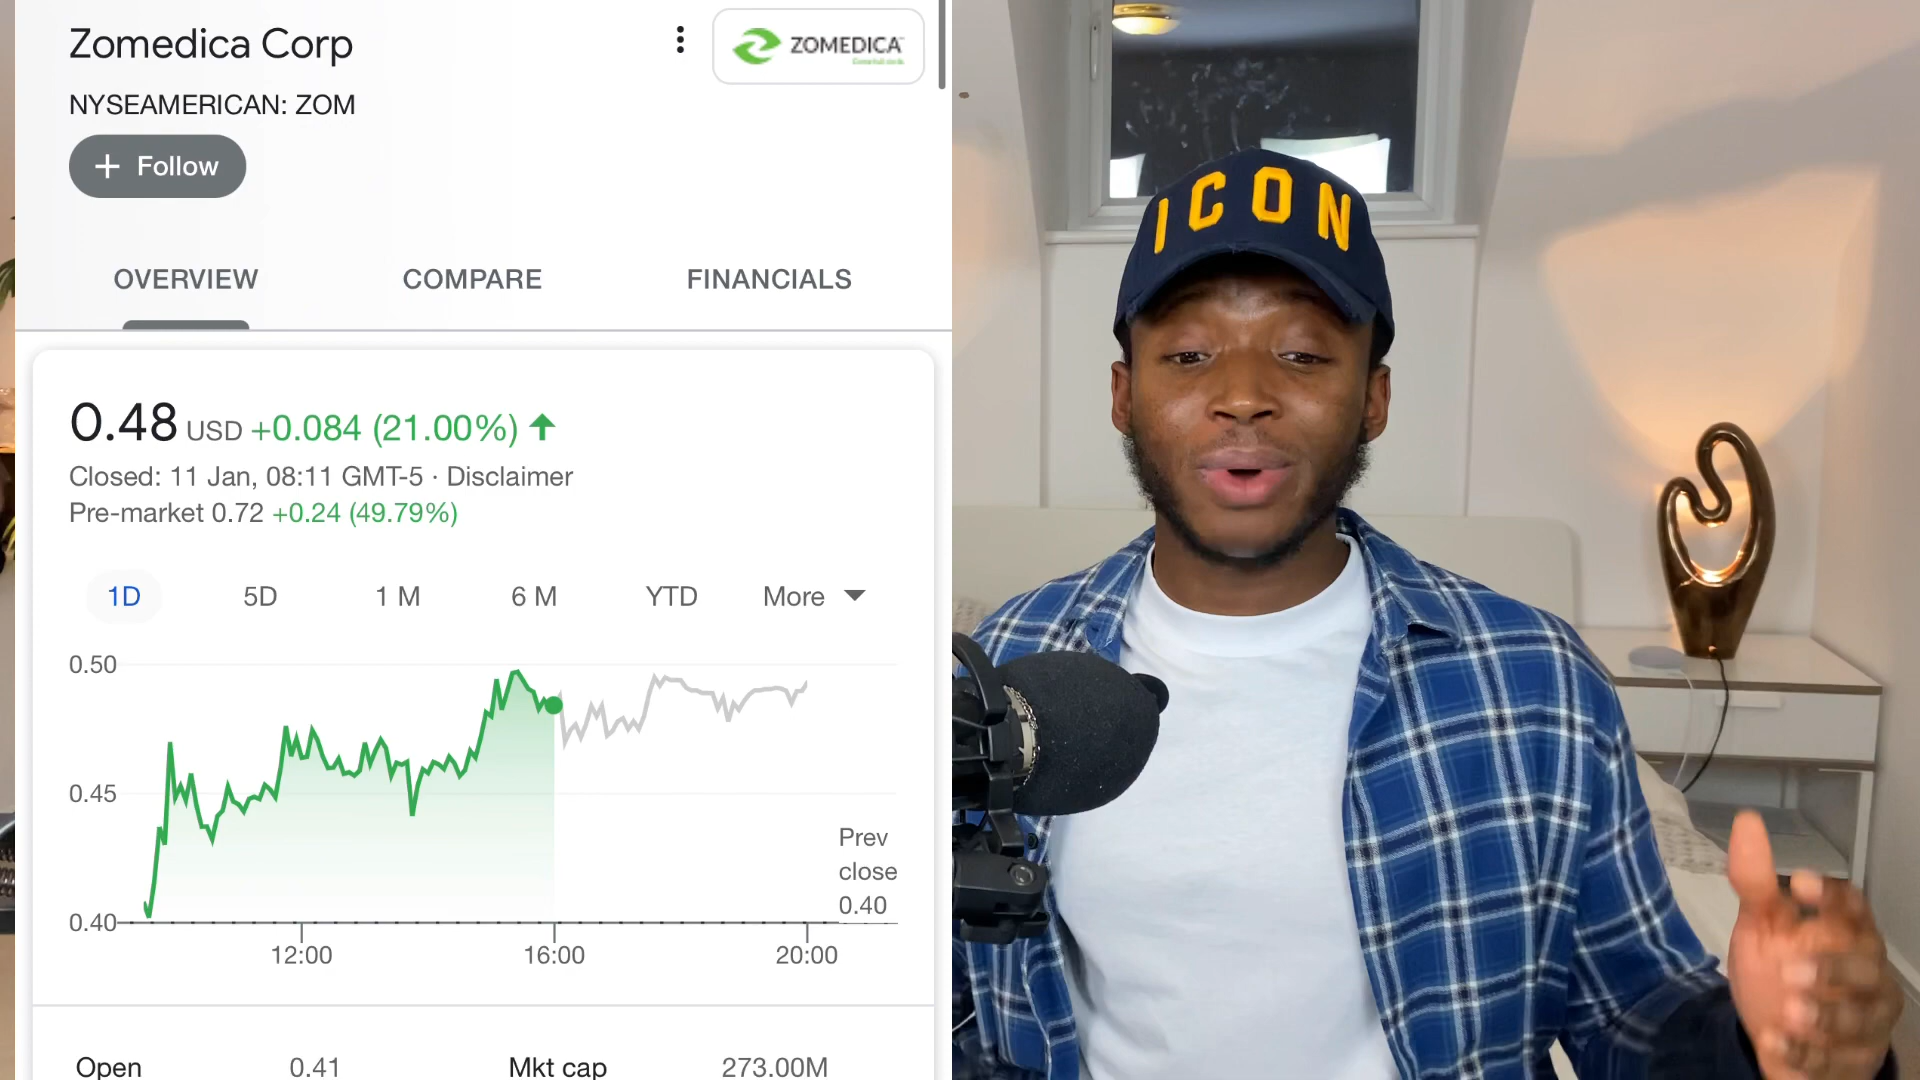 Zomedica Corp
ZOMEDICA
NYSEAMERICAN: ZOM
+ Follow
OVERVIEW COMPARE FINANCIALS
0.48 USD +0.084 (21.00%)
Closed: 11 Jan, 08:11 GMT-5 · Disclaimer
Pre-market 0.72 +0.24 (49.79%)
1D 5D 1 M 6 M YTD More
0.50
0.45
0.40
Prev
close
0.40
12:00 16:00 20:00
Open 0.41 Mkt cap 273.00M
ICON